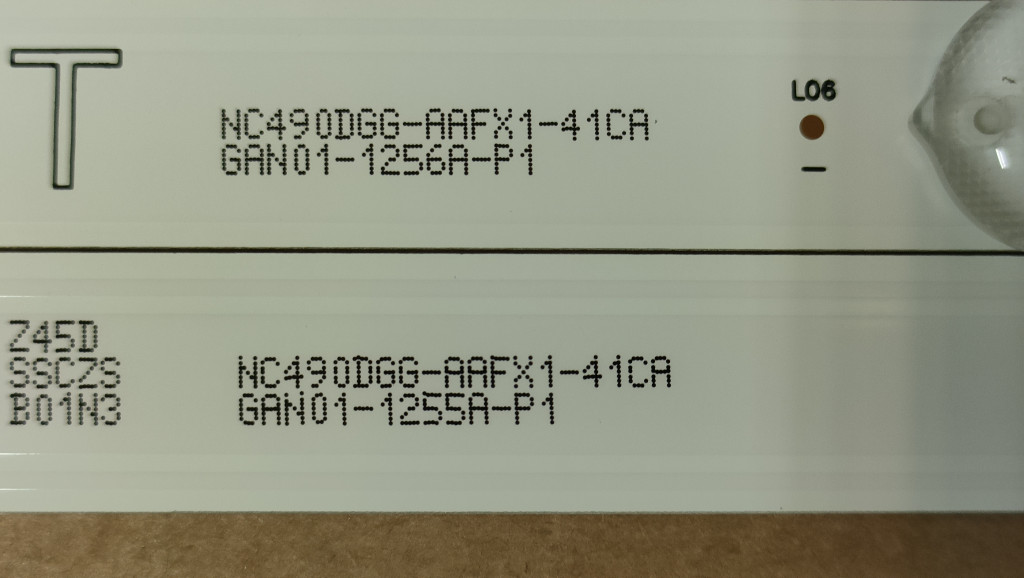 T
NC490DGG-AAFX1-41CA
GAN01-1256A-P1
L06
Z45D
SSCZS
B01N3
NC490DGG-AAFX1-41CA
GAN01-1255A-P1